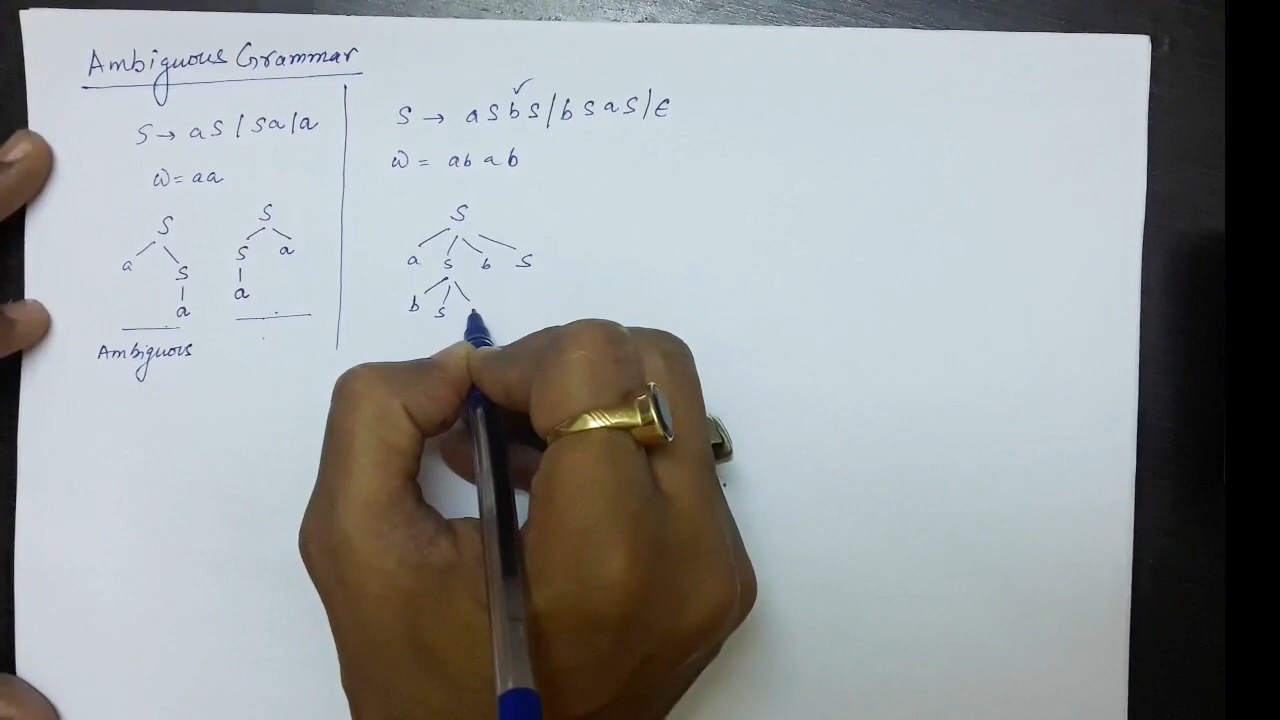 Ambiguous Grammar
S → aS / Sa / a
ω = aa
S
a S
a
S
S a
a
Ambiguous
S → aSbS / bSaS / ε
ω = abab
S
a S b S
b S